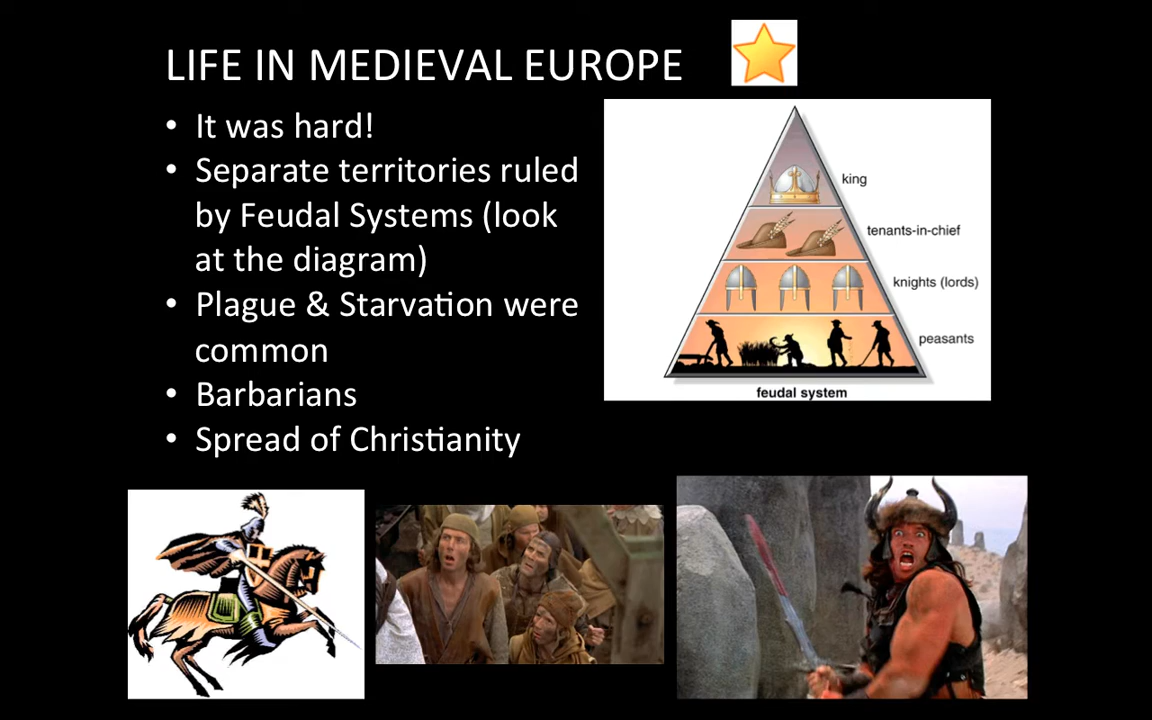 LIFE IN MEDIEVAL EUROPE
• It was hard!
• Separate territories ruled
by Feudal Systems (look
at the diagram)
• Plague & Starvation were
common
• Barbarians
• Spread of Christianity
king
tenants-in-chief
knights (lords)
peasants
feudal system